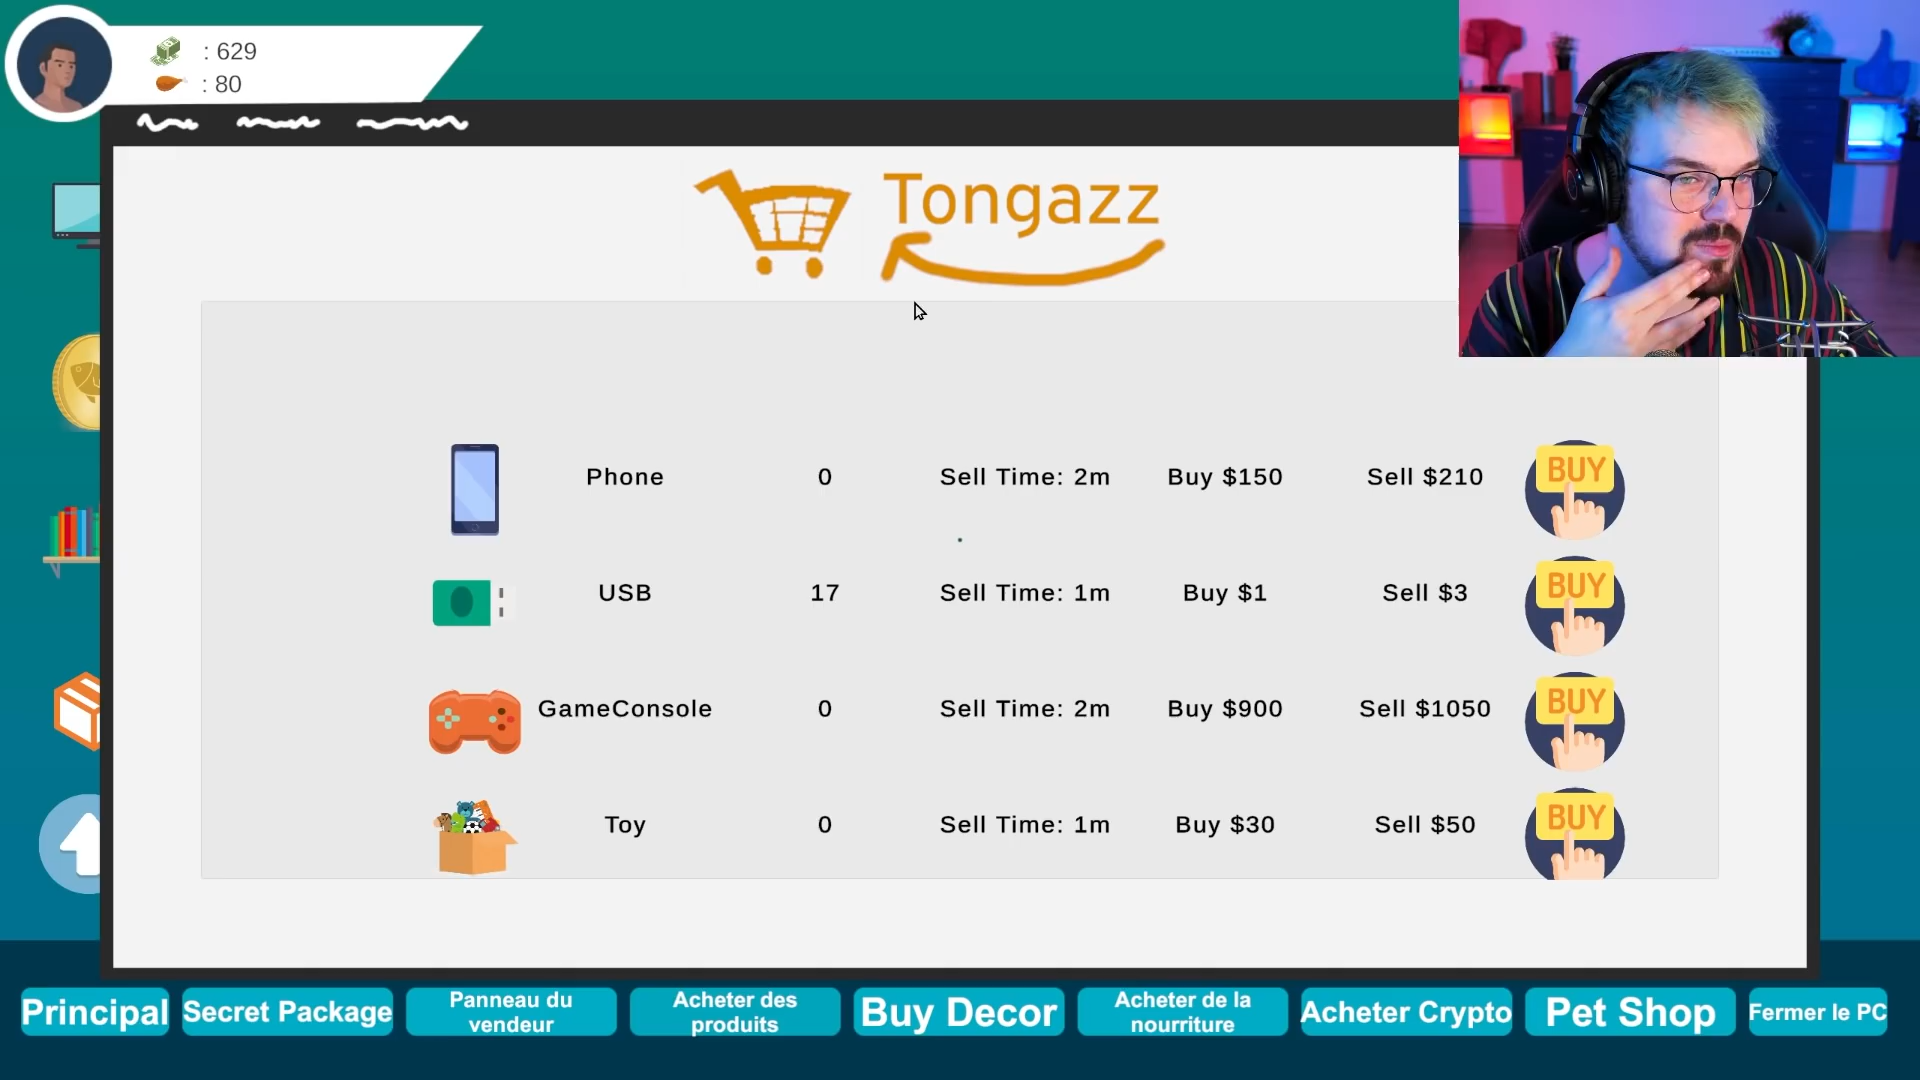 : 629
: 80
Tongazz
Phone 0 Sell Time: 2m Buy $150 Sell $210 BUY
USB 17 Sell Time: 1m Buy $1 Sell $3 BUY
GameConsole 0 Sell Time: 2m Buy $900 Sell $1050 BUY
Toy 0 Sell Time: 1m Buy $30 Sell $50 BUY
Principal
Secret Package
Panneau du
vendeur
Acheter des
produits
Buy Decor
Acheter de la
nourriture
Acheter Crypto
Pet Shop
Fermer le PC